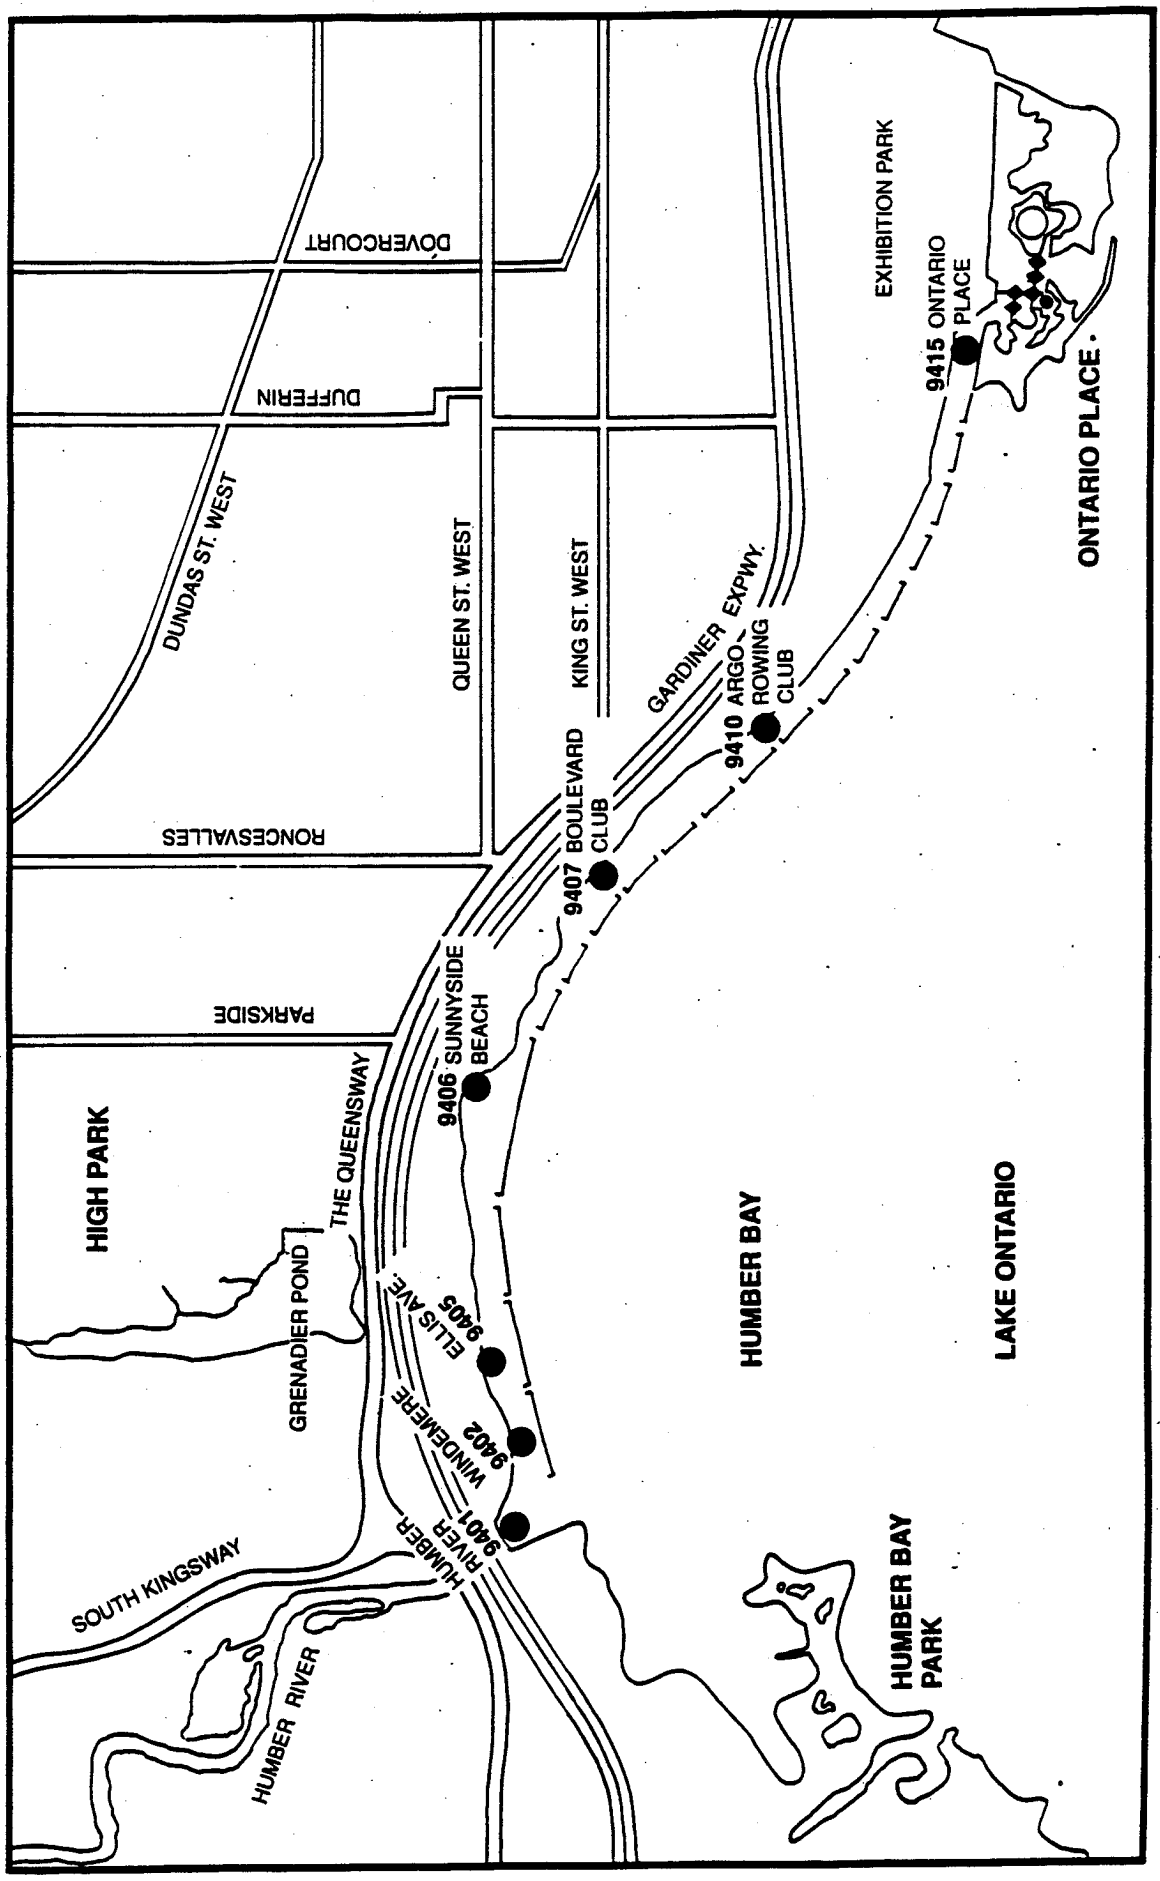 HIGH PARK
SOUTH KINGSWAY
HUMBER RIVER
GRENADIER POND
THE QUEENSWAY
PARKSIDE
RONCESVALLES
DUNDAS ST. WEST
DUFFERIN
DOVERCOURT
QUEEN ST. WEST
KING ST. WEST
GARDINER EXPWY.
EXHIBITION PARK
HUMBER
RIVER
9401
WINDEMERE
9402
ELLIS AVE.
9405
9406 SUNNYSIDE
BEACH
9407 BOULEVARD
CLUB
9410 ARGO
ROWING
CLUB
9415 ONTARIO
PLACE
HUMBER BAY
HUMBER BAY
PARK
LAKE ONTARIO
ONTARIO PLACE